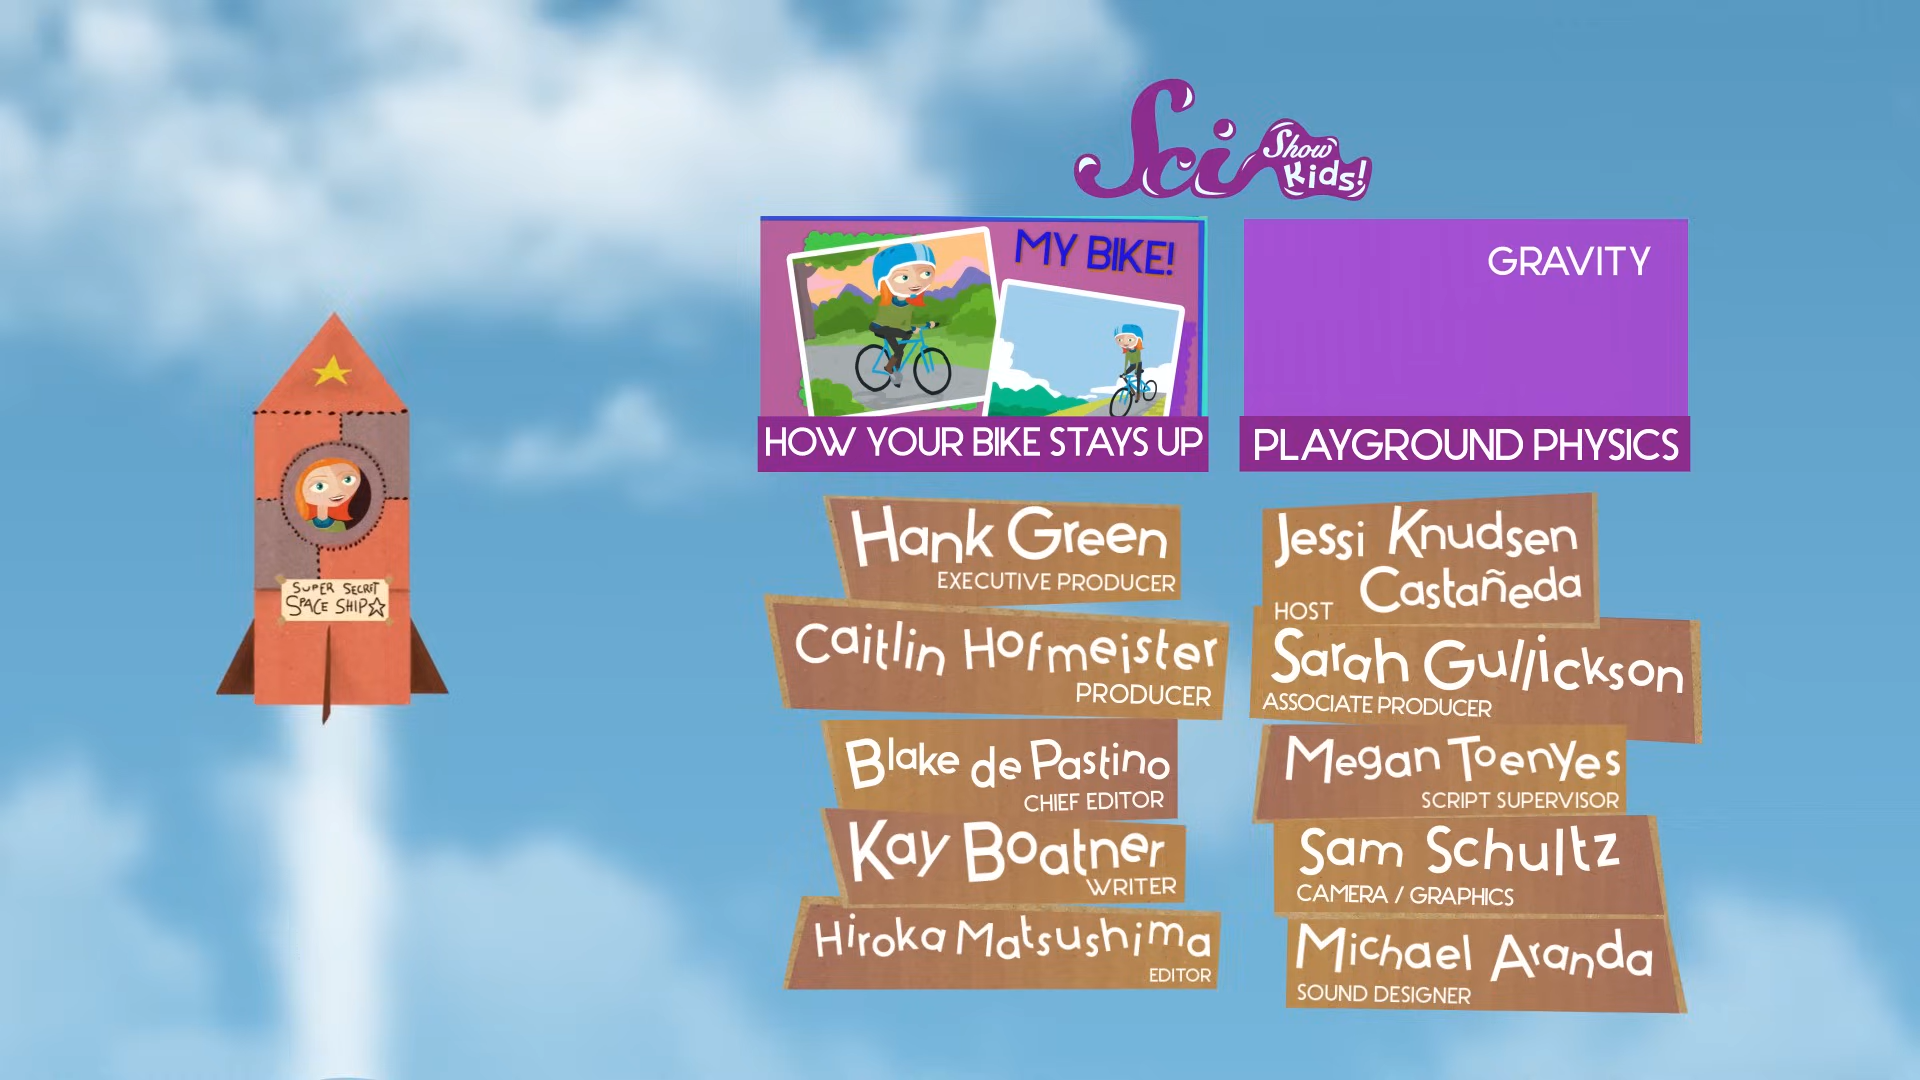 Sci Show Kids!
MY BIKE!
GRAVITY
HOW YOUR BIKE STAYS UP
PLAYGROUND PHYSICS
SUPER SECRET
SPACE SHIP
Hank Green
EXECUTIVE PRODUCER
Caitlin Hofmeister
PRODUCER
Blake de Pastino
CHIEF EDITOR
Kay Boatner
WRITER
Hiroka Matsushima
EDITOR
Jessi Knudsen
Castañeda
HOST
Sarah Gullickson
ASSOCIATE PRODUCER
Megan Toenyes
SCRIPT SUPERVISOR
Sam Schultz
CAMERA / GRAPHICS
Michael Aranda
SOUND DESIGNER